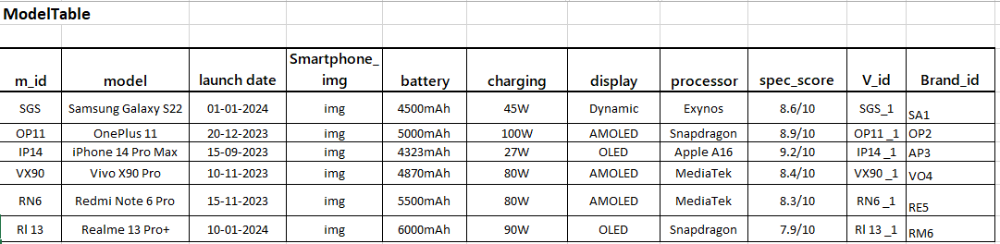 ModelTable
Smartphone_
m_id model launch date img battery charging display processor spec_score V_id Brand_id
SGS Samsung Galaxy S22 01-01-2024 img 4500mAh 45W Dynamic Exynos 8.6/10 SGS_1 SA1
OP11 OnePlus 11 20-12-2023 img 5000mAh 100W AMOLED Snapdragon 8.9/10 OP11 _1 OP2
IP14 iPhone 14 Pro Max 15-09-2023 img 4323mAh 27W OLED Apple A16 9.2/10 IP14 _1 AP3
VX90 Vivo X90 Pro 10-11-2023 img 4870mAh 80W AMOLED MediaTek 8.4/10 VX90 _1 VO4
RN6 Redmi Note 6 Pro 15-11-2023 img 5500mAh 80W AMOLED MediaTek 8.3/10 RN6 _1 RE5
Rl 13 Realme 13 Pro+ 10-01-2024 img 6000mAh 90W OLED Snapdragon 7.9/10 Rl 13 _1 RM6